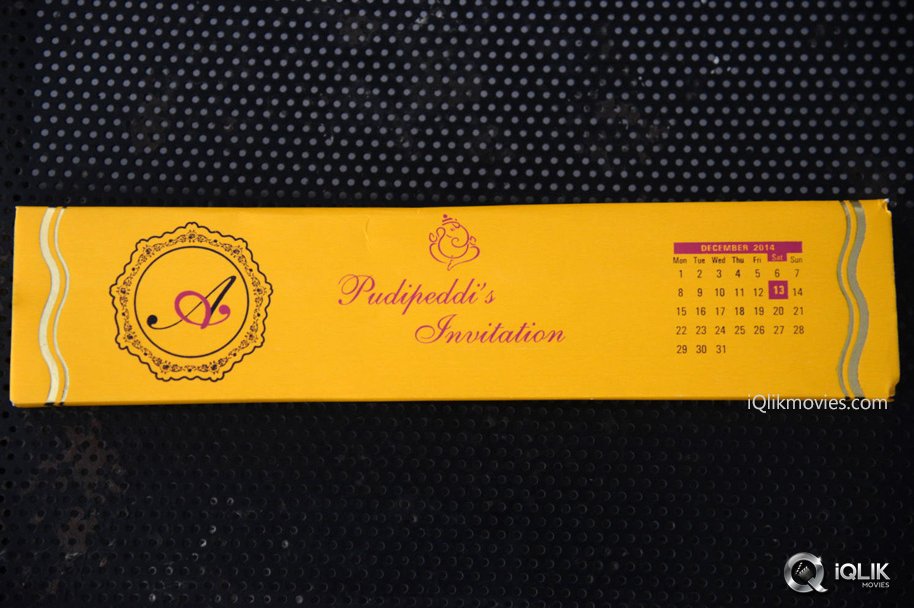 A
Pudipeddi's
Invitation
DECEMBER 2014
Mon Tue Wed Thu Fri Sat Sun
1 2 3 4 5 6 7
8 9 10 11 12 13 14
15 16 17 18 19 20 21
22 23 24 25 26 27 28
29 30 31
iQlikmovies.com
iQLIK
MOVIES